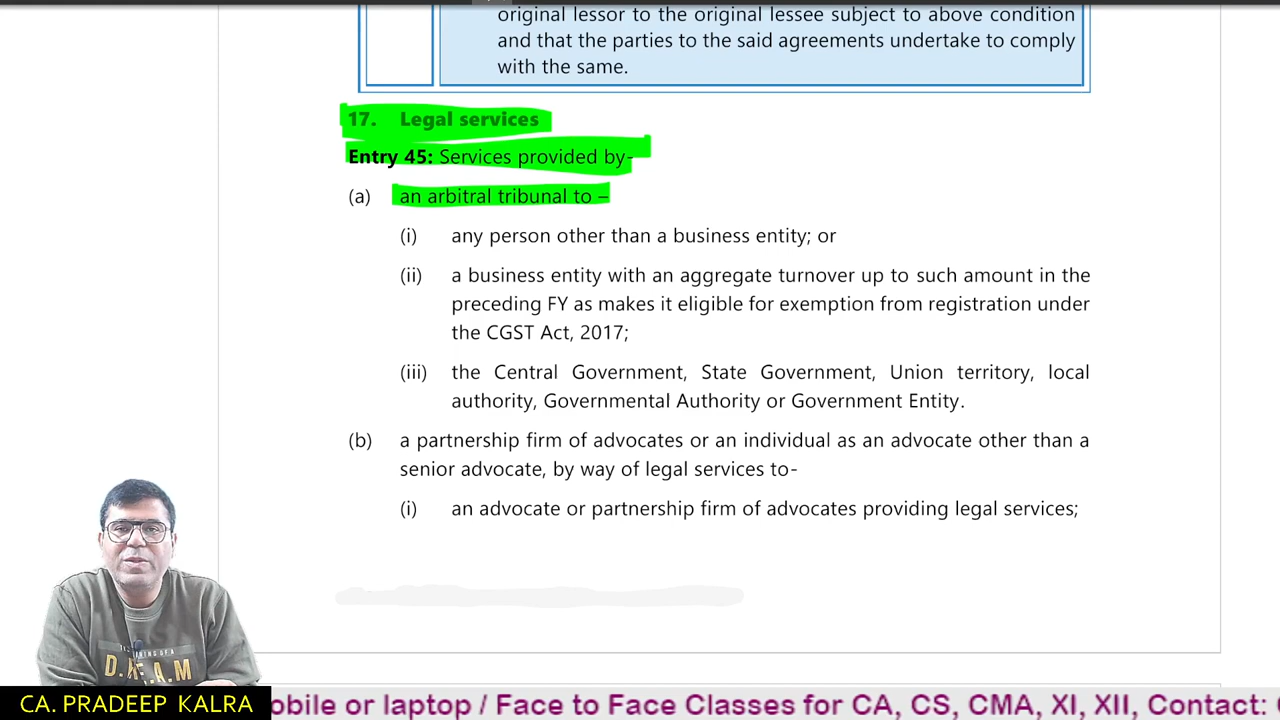 original lessor to the original lessee subject to above condition
and that the parties to the said agreements undertake to comply
with the same.
17. Legal services
Entry 45: Services provided by-
(a) an arbitral tribunal to –
(i) any person other than a business entity; or
(ii) a business entity with an aggregate turnover up to such amount in the
preceding FY as makes it eligible for exemption from registration under
the CGST Act, 2017;
(iii) the Central Government, State Government, Union territory, local
authority, Governmental Authority or Government Entity.
(b) a partnership firm of advocates or an individual as an advocate other than a
senior advocate, by way of legal services to-
(i) an advocate or partnership firm of advocates providing legal services;
D.R.E.A.M
CA. PRADEEP KALRA
obile or laptop / Face to Face Classes for CA, CS, CMA, XI, XII, Contact: